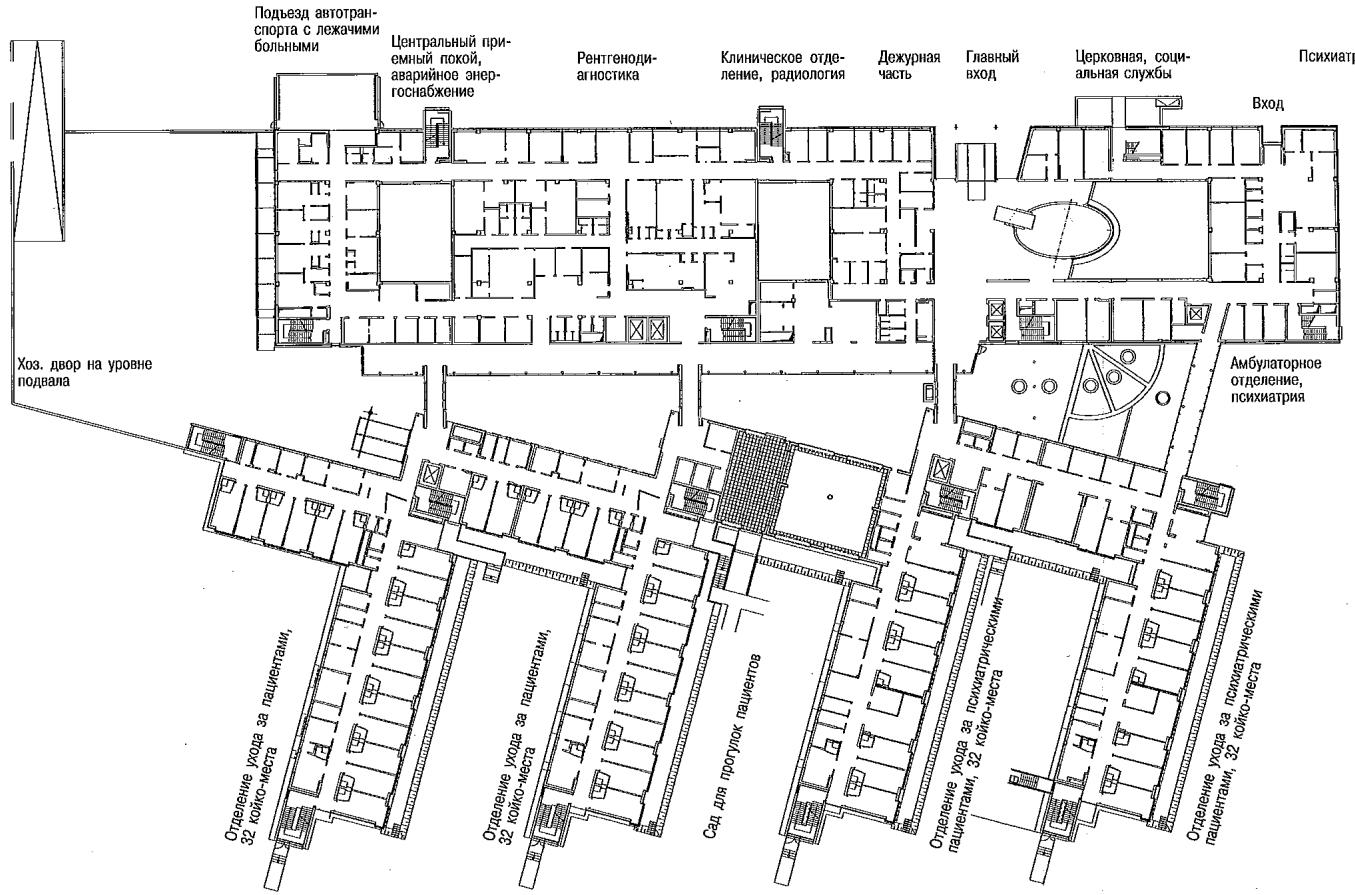 Подъезд автотран-
спорта с лежачими
больными
Центральный при-
емный покой,
аварийное энер-
госнабжение
Рентгеноди-
агностика
Клиническое отде-
ление, радиология
Дежурная
часть
Главный
вход
Церковная, соци-
альная службы
Психиат
Вход
Хоз. двор на уровне
подвала
Амбулаторное
отделение,
психиатрия
Отделение ухода за пациентами,
32 койко-места
Отделение ухода за пациентами,
32 койко-места
Сад для прогулок пациентов
Отделение ухода за психиатрическими
пациентами, 32 койко-места
Отделение ухода за психиатрическими
пациентами, 32 койко-места